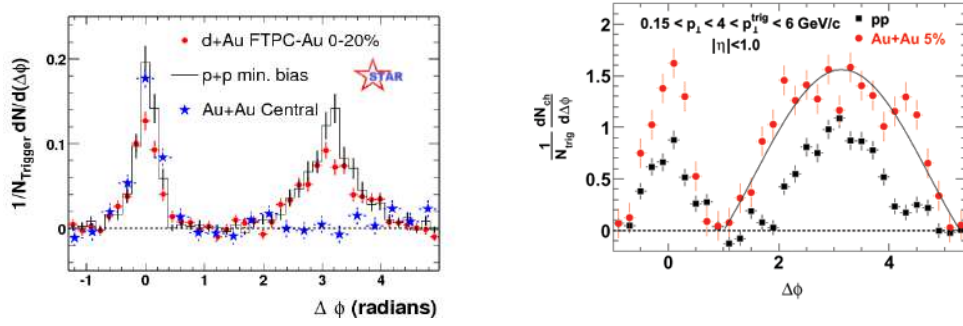 1/N_Trigger dN/d(Δφ)
0.2
0.1
0
d+Au FTPC-Au 0-20%
p+p min. bias
Au+Au Central
STAR
-1 0 1 2 3 4
Δ φ (radians)
1/N_trig dN_ch/dΔφ
2
1.5
1
0.5
0
0.15 < p_⊥ < 4 < p_⊥^trig < 6 GeV/c
|η|<1.0
pp
Au+Au 5%
0 2 4
Δφ